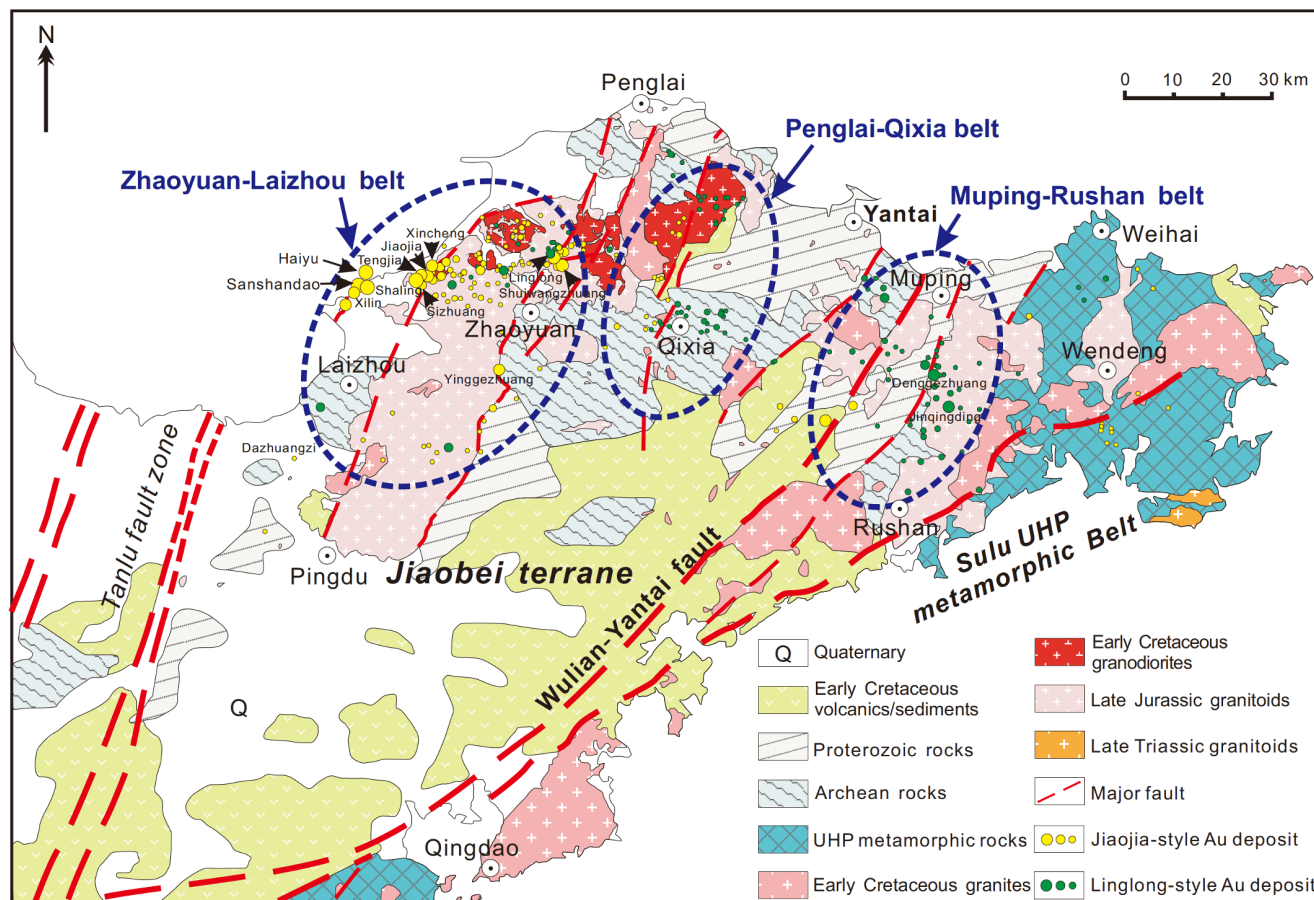 N
Penglai
0 10 20 30 km
Penglai-Qixia belt
Zhaoyuan-Laizhou belt
Muping-Rushan belt
Yantai
Weihai
Xincheng
Jiaojia
Tengjia
Haiyu
Sanshandao
Shaling
Xilin
Sizhuang
Linglong
Shuiwangzhuang
Muping
Zhaoyuan
Qixia
Laizhou
Wendeng
Yinggezhuang
Denggezhuang
Jinqingding
Dazhuangzi
Tanlu fault zone
Rushan
Pingdu
Jiaobei terrane
Sulu UHP
metamorphic Belt
Wulian-Yantai fault
Q
Qingdao
Q Quaternary
Early Cretaceous
volcanics/sediments
Proterozoic rocks
Archean rocks
UHP metamorphic rocks
Early Cretaceous granites
Early Cretaceous
granodiorites
Late Jurassic granitoids
Late Triassic granitoids
Major fault
Jiaojia-style Au deposit
Linglong-style Au deposit